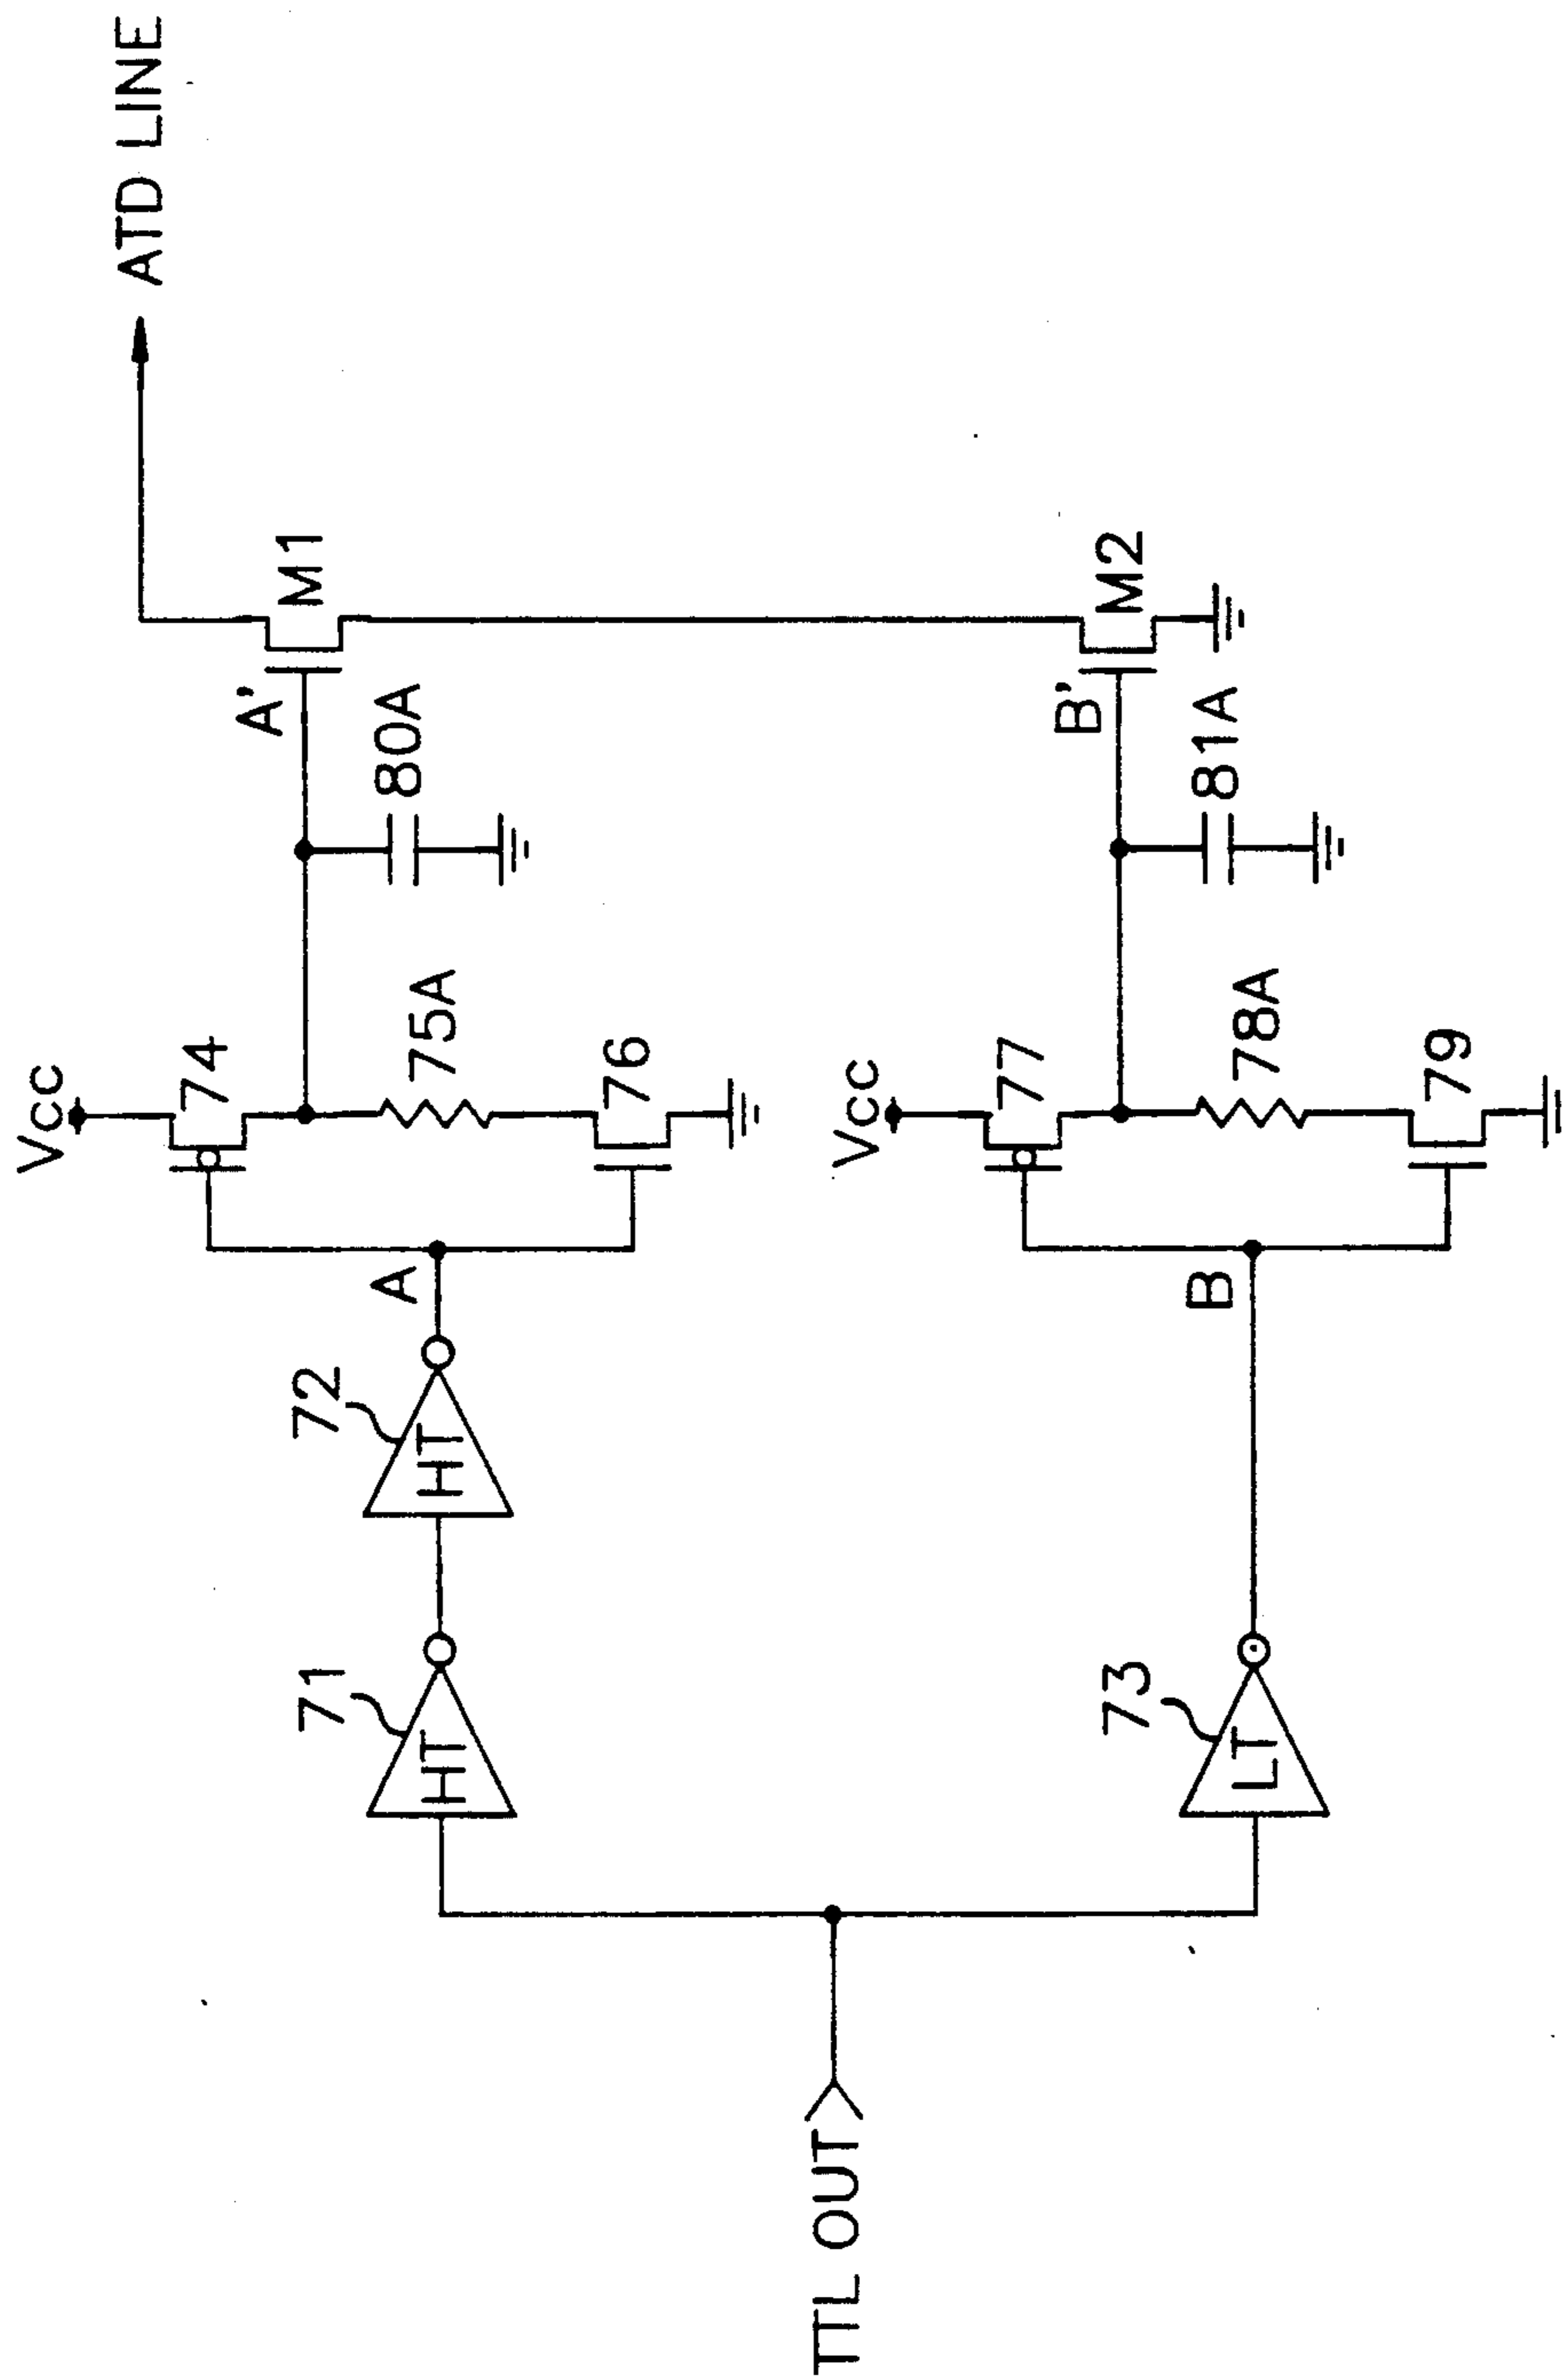 ATD LINE
Vcc
74
A'
M1
80A
75A
72
HT
A
76
71
HT
Vcc
77
B'
M2
81A
78A
B
79
73
LT
TTL OUT